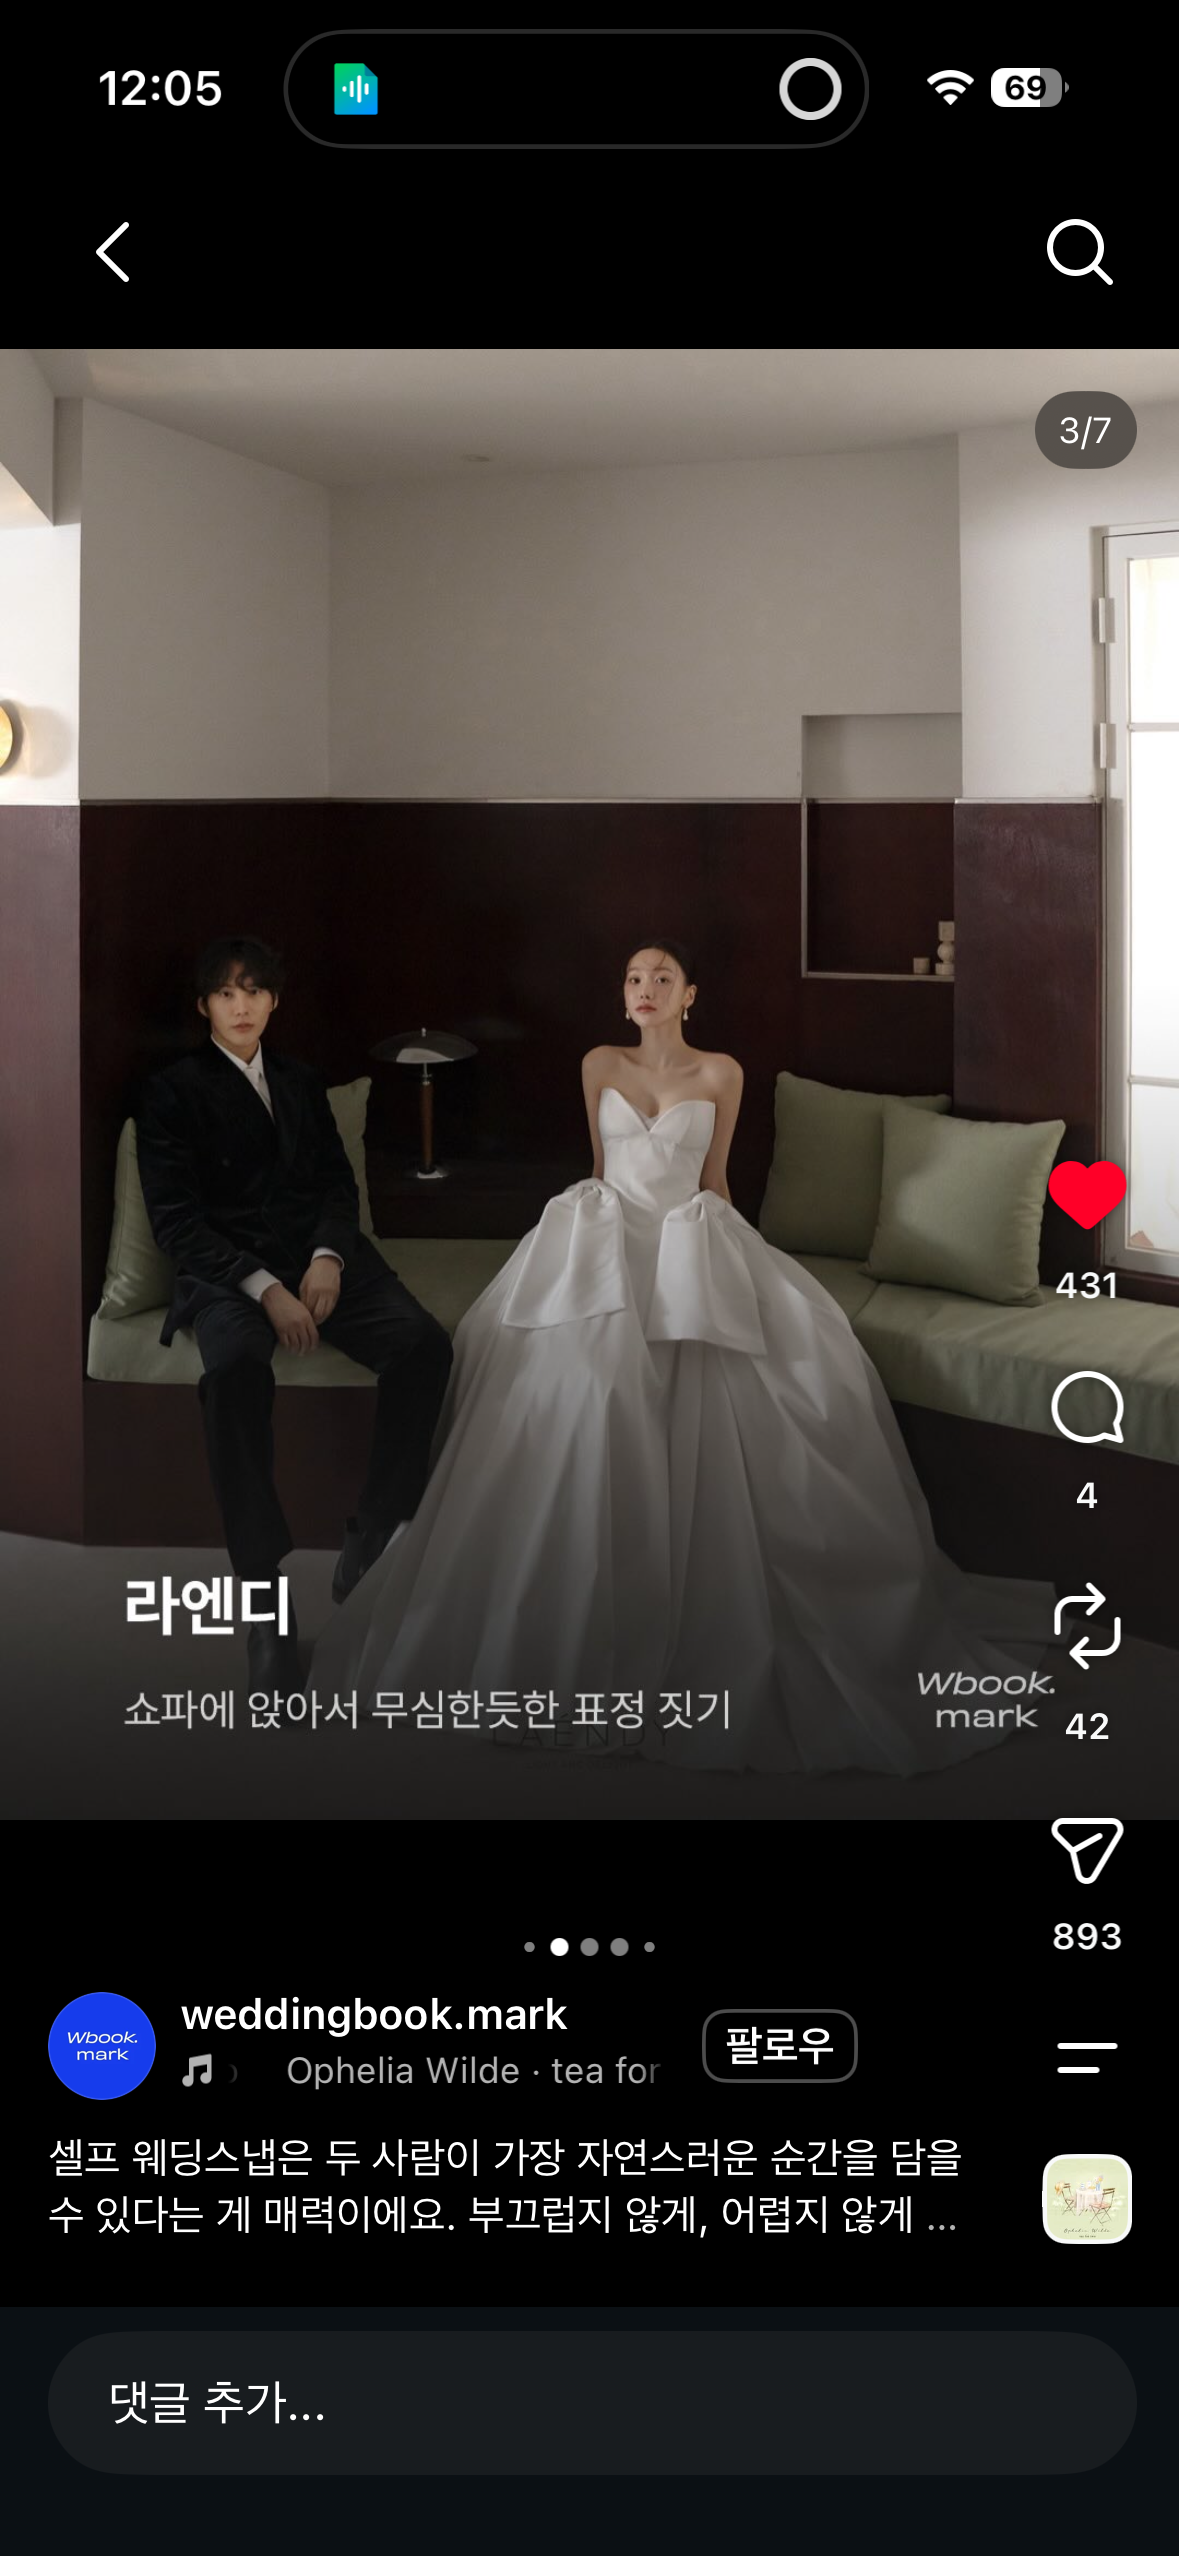 12:05
69
3/7
431
4
라엔디
쇼파에 앉아서 무심한듯한 표정 짓기
LAÉNDY
Wbook.
mark
42
893
Wbook.
mark
weddingbook.mark
Ophelia Wilde · tea for
팔로우
셀프 웨딩스냅은 두 사람이 가장 자연스러운 순간을 담을
수 있다는 게 매력이에요. 부끄럽지 않게, 어렵지 않게 ...
Ophelia Wilde
댓글 추가...